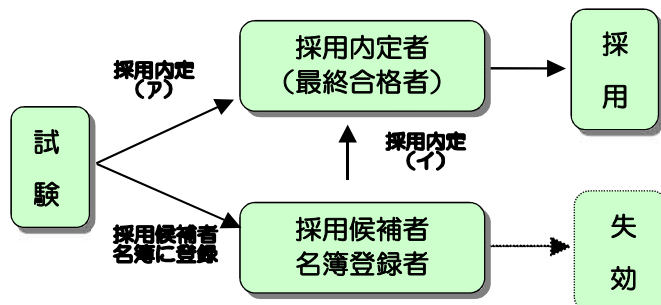 試
験
採用内定
（ア）
採用候補者
名簿に登録
採用内定者
（最終合格者）
採用内定
（イ）
採用候補者
名簿登録者
採
用
失
効